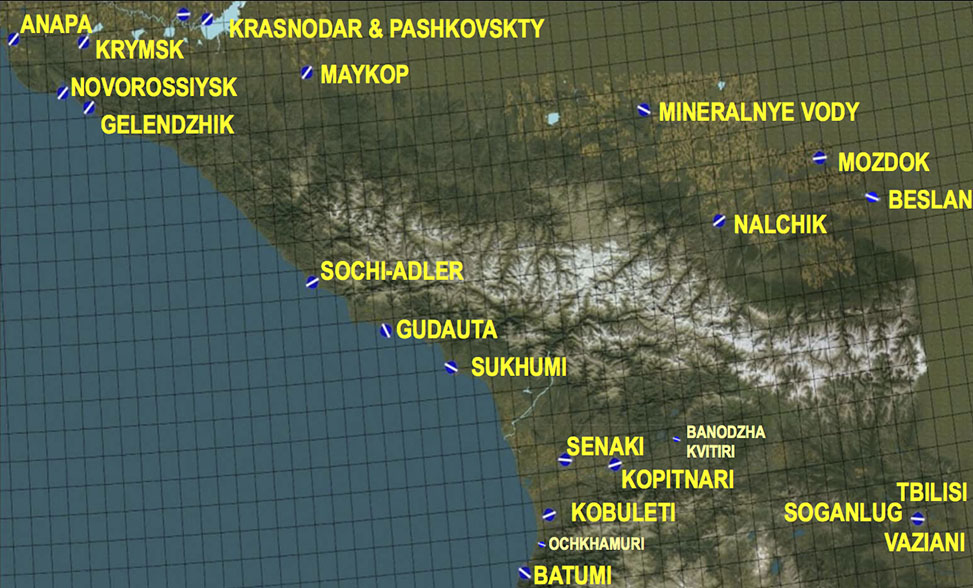 ANAPA
KRASNODAR & PASHKOVSKTY
KRYMSK
MAYKOP
NOVOROSSIYSK
GELENDZHIK
MINERALNYE VODY
MOZDOK
BESLAN
NALCHIK
SOCHI-ADLER
GUDAUTA
SUKHUMI
BANODZHA
KVITIRI
SENAKI
KOPITNARI
TBILISI
KOBULETI
SOGANLUG
VAZIANI
OCHKHAMURI
BATUMI